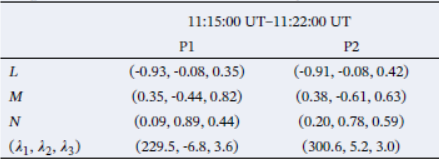 11:15:00 UT–11:22:00 UT
P1 P2
L (-0.93, -0.08, 0.35) (-0.91, -0.08, 0.42)
M (0.35, -0.44, 0.82) (0.38, -0.61, 0.63)
N (0.09, 0.89, 0.44) (0.20, 0.78, 0.59)
(λ1, λ2, λ3) (229.5, -6.8, 3.6) (300.6, 5.2, 3.0)